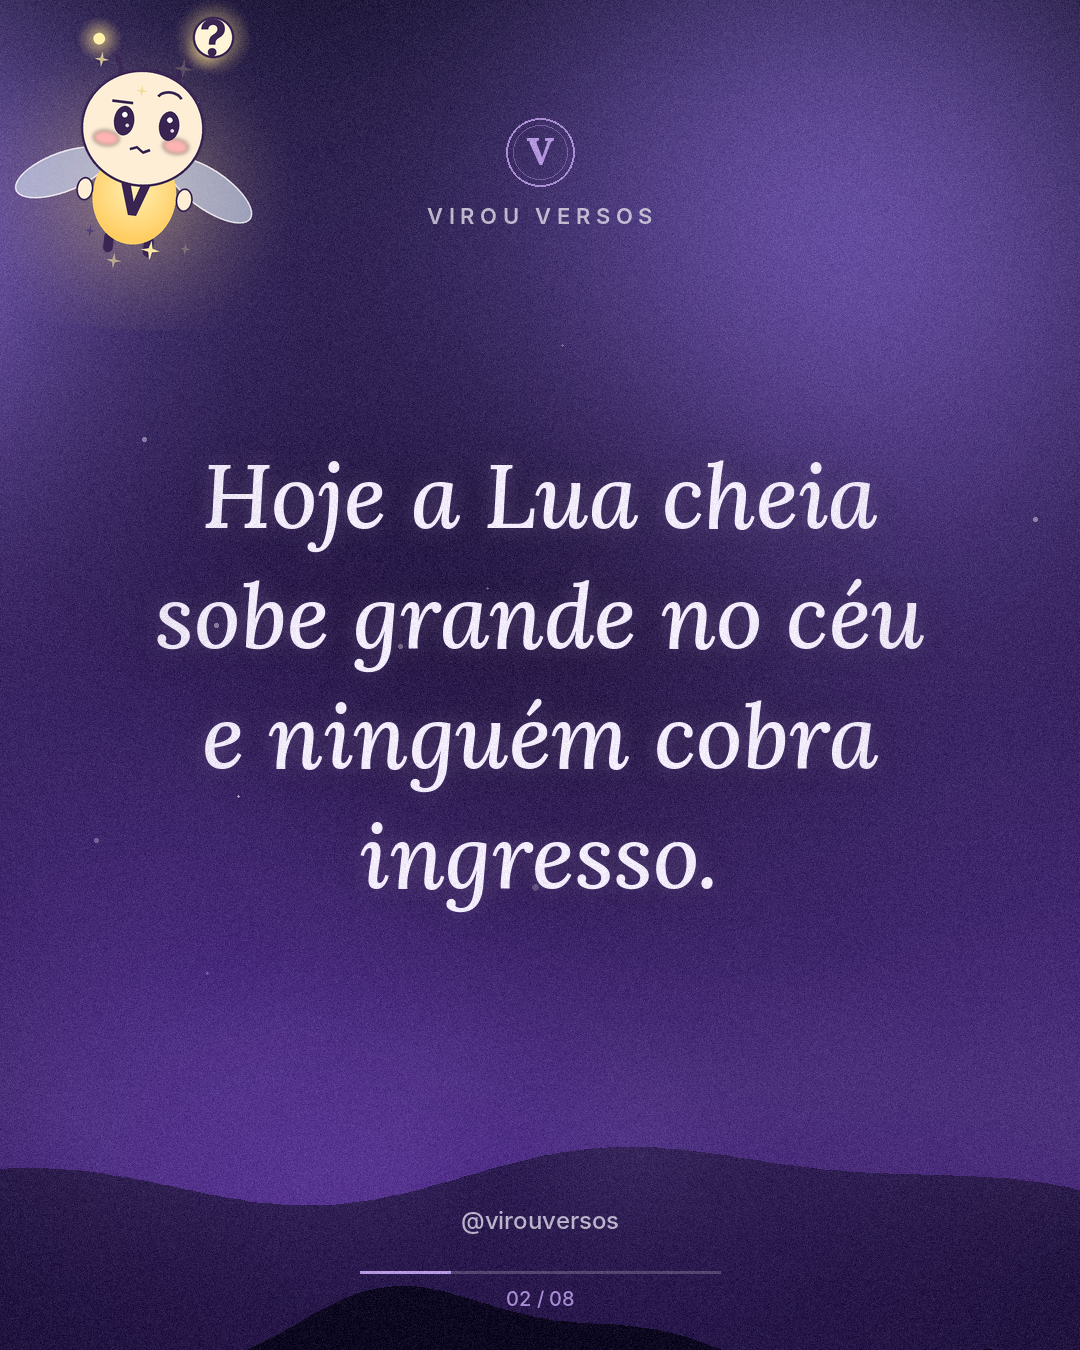 ?
V
V
VIROU VERSOS
Hoje a Lua cheia
sobe grande no céu
e ninguém cobra
ingresso.
@virouversos
02 / 08